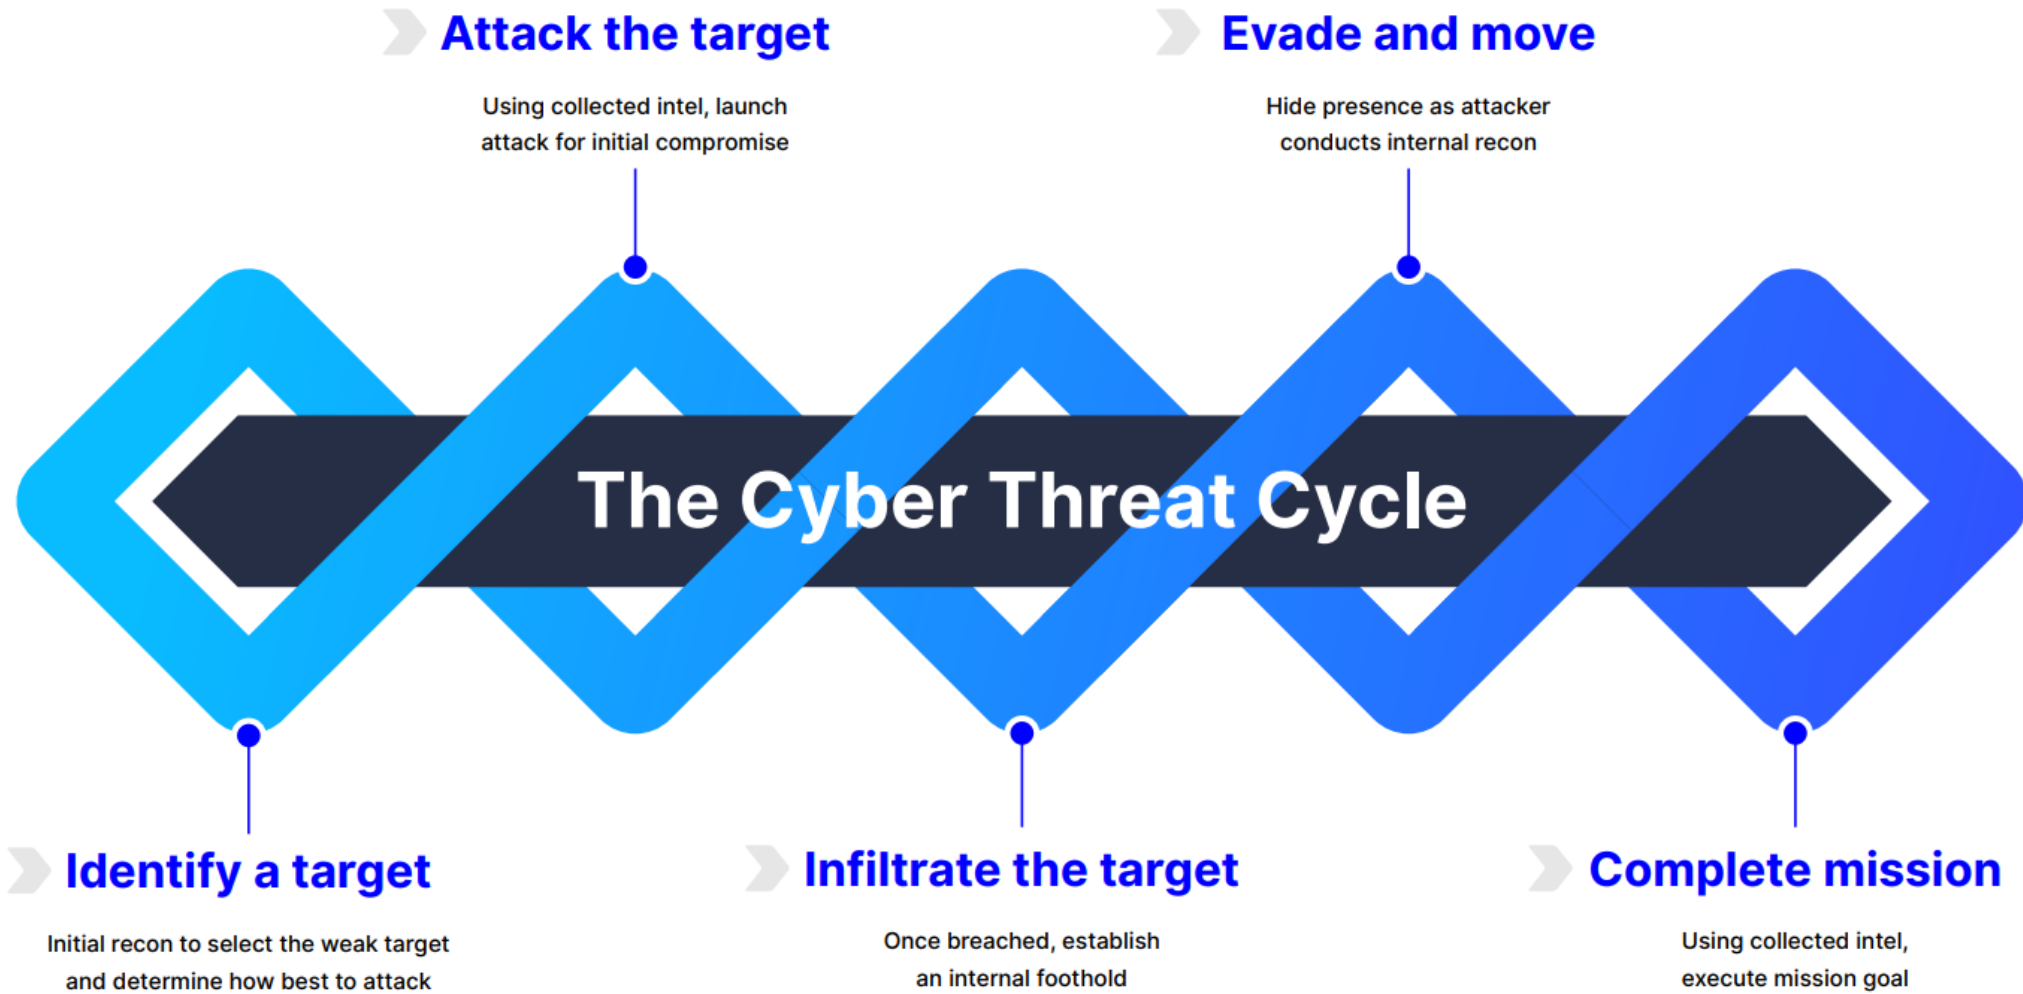 Attack the target
Using collected intel, launch
attack for initial compromise
Evade and move
Hide presence as attacker
conducts internal recon
The Cyber Threat Cycle
Identify a target
Initial recon to select the weak target
and determine how best to attack
Infiltrate the target
Once breached, establish
an internal foothold
Complete mission
Using collected intel,
execute mission goal